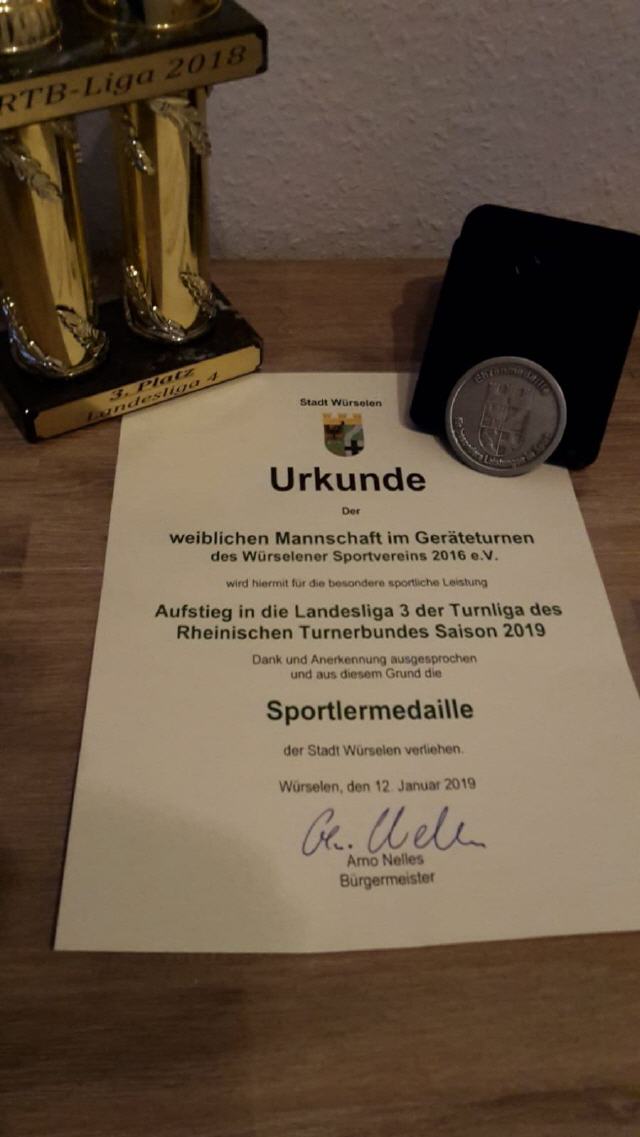 RTB-Liga 2018
3. Platz
Landesliga 4
Ehrenmedaille
Stadt Würselen
Urkunde
Der
weiblichen Mannschaft im Geräteturnen
des Würselener Sportvereins 2016 e.V.
wird hiermit für die besondere sportliche Leistung
Aufstieg in die Landesliga 3 der Turnliga des
Rheinischen Turnerbundes Saison 2019
Dank und Anerkennung ausgesprochen
und aus diesem Grund die
Sportlermedaille
der Stadt Würselen verliehen.
Würselen, den 12. Januar 2019
Arno Nelles
Bürgermeister